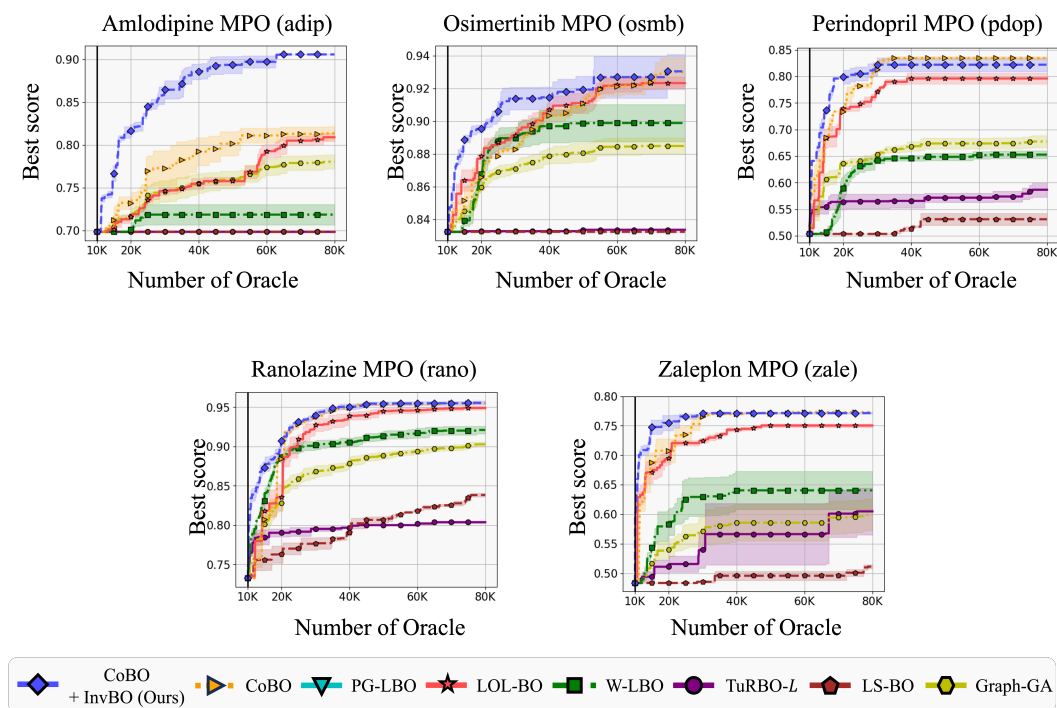 Amlodipine MPO (adip)
Osimertinib MPO (osmb)
Perindopril MPO (pdop)
Best score
0.90
0.85
0.80
0.75
0.70
10K 20K 40K 60K 80K
Number of Oracle
Best score
0.94
0.92
0.90
0.88
0.86
0.84
10K 20K 40K 60K 80K
Number of Oracle
Best score
0.85
0.80
0.75
0.70
0.65
0.60
0.55
0.50
10K 20K 40K 60K 80K
Number of Oracle
Ranolazine MPO (rano)
Zaleplon MPO (zale)
Best score
0.95
0.90
0.85
0.80
0.75
10K 20K 40K 60K 80K
Number of Oracle
Best score
0.80
0.75
0.70
0.65
0.60
0.55
0.50
10K 20K 40K 60K 80K
Number of Oracle
CoBO
+ InvBO (Ours)
CoBO
PG-LBO
LOL-BO
W-LBO
TuRBO-L
LS-BO
Graph-GA